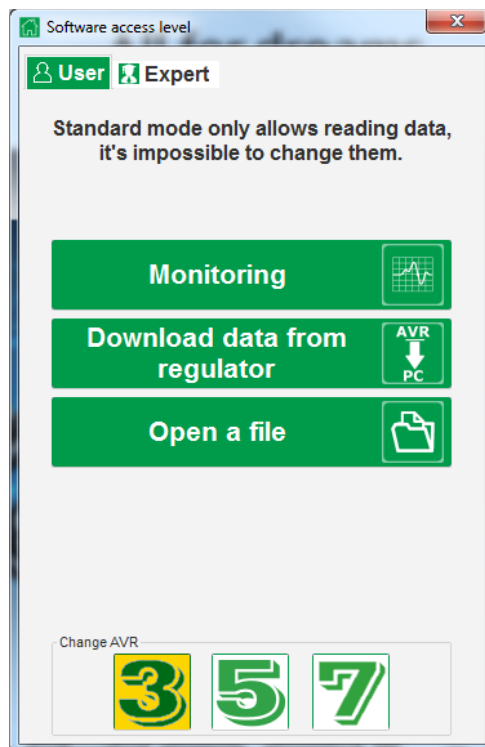 Software access level
User Expert
Standard mode only allows reading data,
it's impossible to change them.
Monitoring
Download data from
regulator
AVR
PC
Open a file
Change AVR
3 5 7